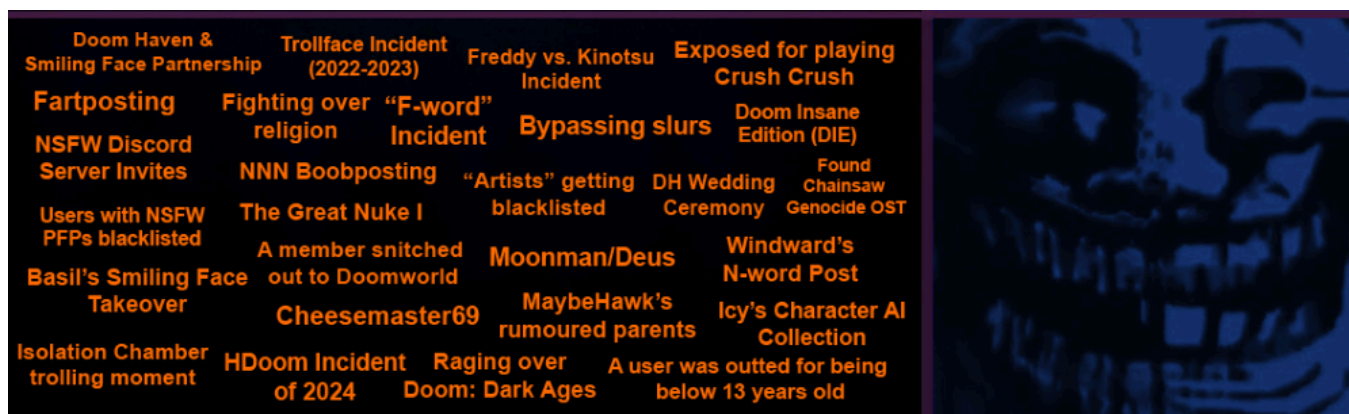 Doom Haven &
Smiling Face Partnership
Trollface Incident
(2022-2023)
Freddy vs. Kinotsu
Incident
Exposed for playing
Crush Crush
Fartposting
Fighting over
religion
“F-word”
Incident
Bypassing slurs
Doom Insane
Edition (DIE)
NSFW Discord
Server Invites
NNN Boobposting
“Artists” getting
blacklisted
DH Wedding
Ceremony
Found
Chainsaw
Genocide OST
Users with NSFW
PFPs blacklisted
The Great Nuke I
A member snitched
out to Doomworld
Moonman/Deus
Windward’s
N-word Post
Basil’s Smiling Face
Takeover
Cheesemaster69
MaybeHawk’s
rumoured parents
Icy’s Character AI
Collection
Isolation Chamber
trolling moment
HDoom Incident
of 2024
Raging over
Doom: Dark Ages
A user was outted for being
below 13 years old